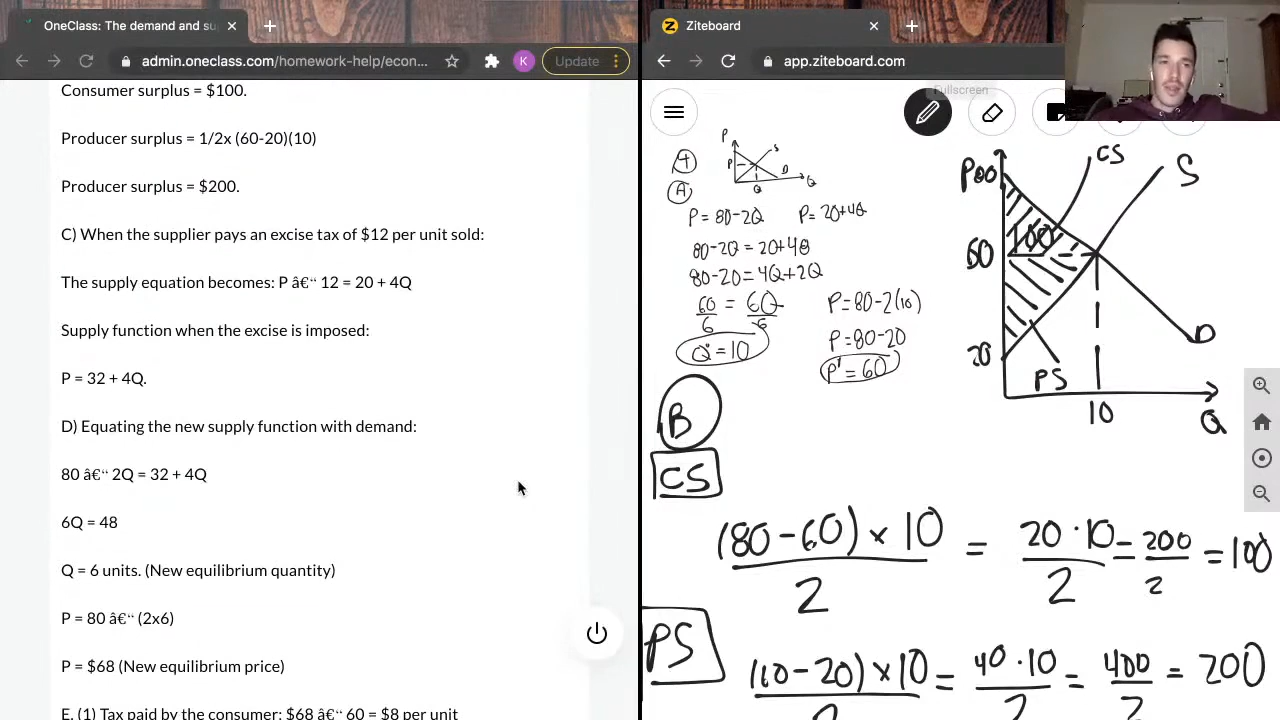 OneClass: The demand and su
Ziteboard
admin.oneclass.com/homework-help/econ...
K
Update
app.ziteboard.com
Fullscreen
Consumer surplus = $100.
Producer surplus = 1/2x (60-20)(10)
Producer surplus = $200.
C) When the supplier pays an excise tax of $12 per unit sold:
The supply equation becomes: P â€“ 12 = 20 + 4Q
Supply function when the excise is imposed:
P = 32 + 4Q.
D) Equating the new supply function with demand:
80 â€“ 2Q = 32 + 4Q
6Q = 48
Q = 6 units. (New equilibrium quantity)
P = 80 â€“ (2x6)
P = $68 (New equilibrium price)
E. (1) Tax paid by the consumer: $68 â€“ 60 = $8 per unit
P
S
P
D
Q
Q
A
P = 80-2Q P = 20+4Q
80-2Q = 20+4Q
80-20 = 4Q+2Q
60/6 = 6Q/6
Q* = 10
P = 80-2(10)
P = 80-20
P* = 60
P
CS
S
100
60
20
PS
D
10
Q
B
CS
(80-60) × 10 / 2 = 20 · 10 / 2 = 200 / 2 = 100
PS
(60-20) × 10 / 2 = 40 · 10 / 2 = 400 / 2 = 200